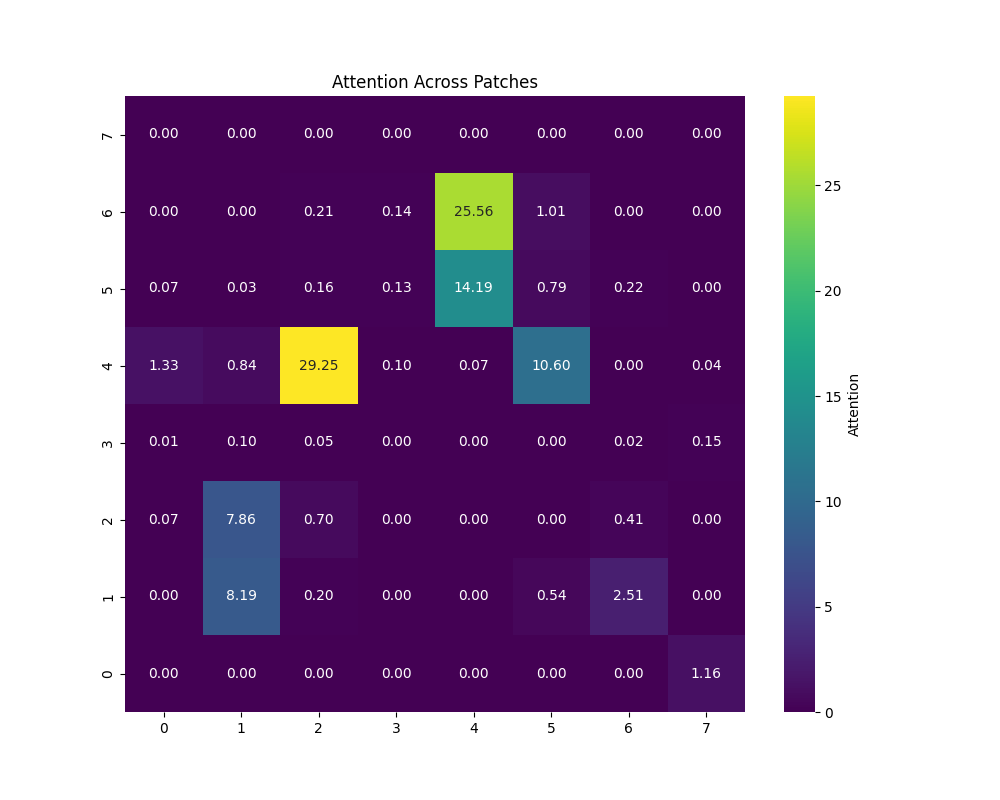 Attention Across Patches
7 0.00 0.00 0.00 0.00 0.00 0.00 0.00 0.00
6 0.00 0.00 0.21 0.14 25.56 1.01 0.00 0.00
5 0.07 0.03 0.16 0.13 14.19 0.79 0.22 0.00
4 1.33 0.84 29.25 0.10 0.07 10.60 0.00 0.04
3 0.01 0.10 0.05 0.00 0.00 0.00 0.02 0.15
2 0.07 7.86 0.70 0.00 0.00 0.00 0.41 0.00
1 0.00 8.19 0.20 0.00 0.00 0.54 2.51 0.00
0 0.00 0.00 0.00 0.00 0.00 0.00 0.00 1.16
0 1 2 3 4 5 6 7
25
20
15
10
5
0
Attention